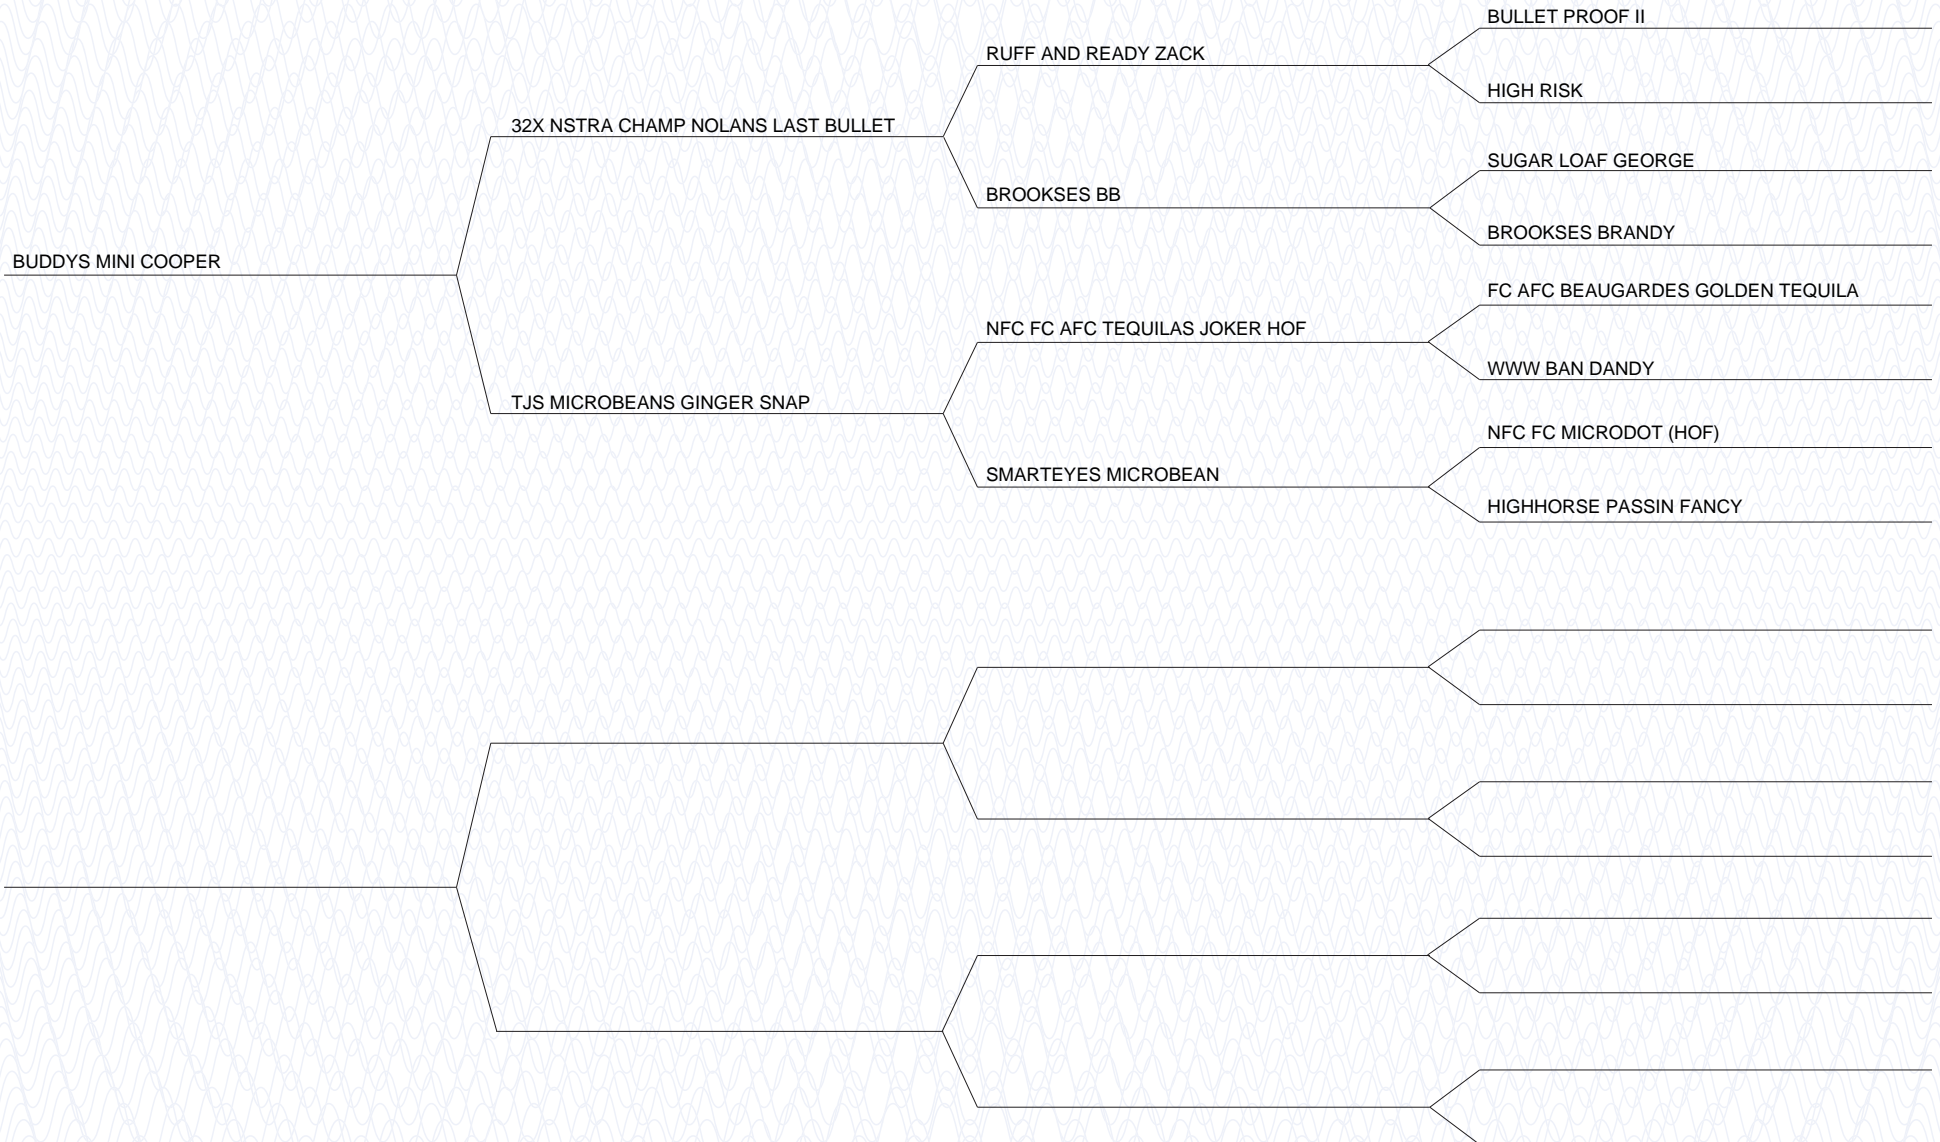 BULLET PROOF II
RUFF AND READY ZACK
HIGH RISK
32X NSTRA CHAMP NOLANS LAST BULLET
SUGAR LOAF GEORGE
BROOKSES BB
BROOKSES BRANDY
BUDDYS MINI COOPER
FC AFC BEAUGARDES GOLDEN TEQUILA
NFC FC AFC TEQUILAS JOKER HOF
WWW BAN DANDY
TJS MICROBEANS GINGER SNAP
NFC FC MICRODOT (HOF)
SMARTEYES MICROBEAN
HIGHHORSE PASSIN FANCY